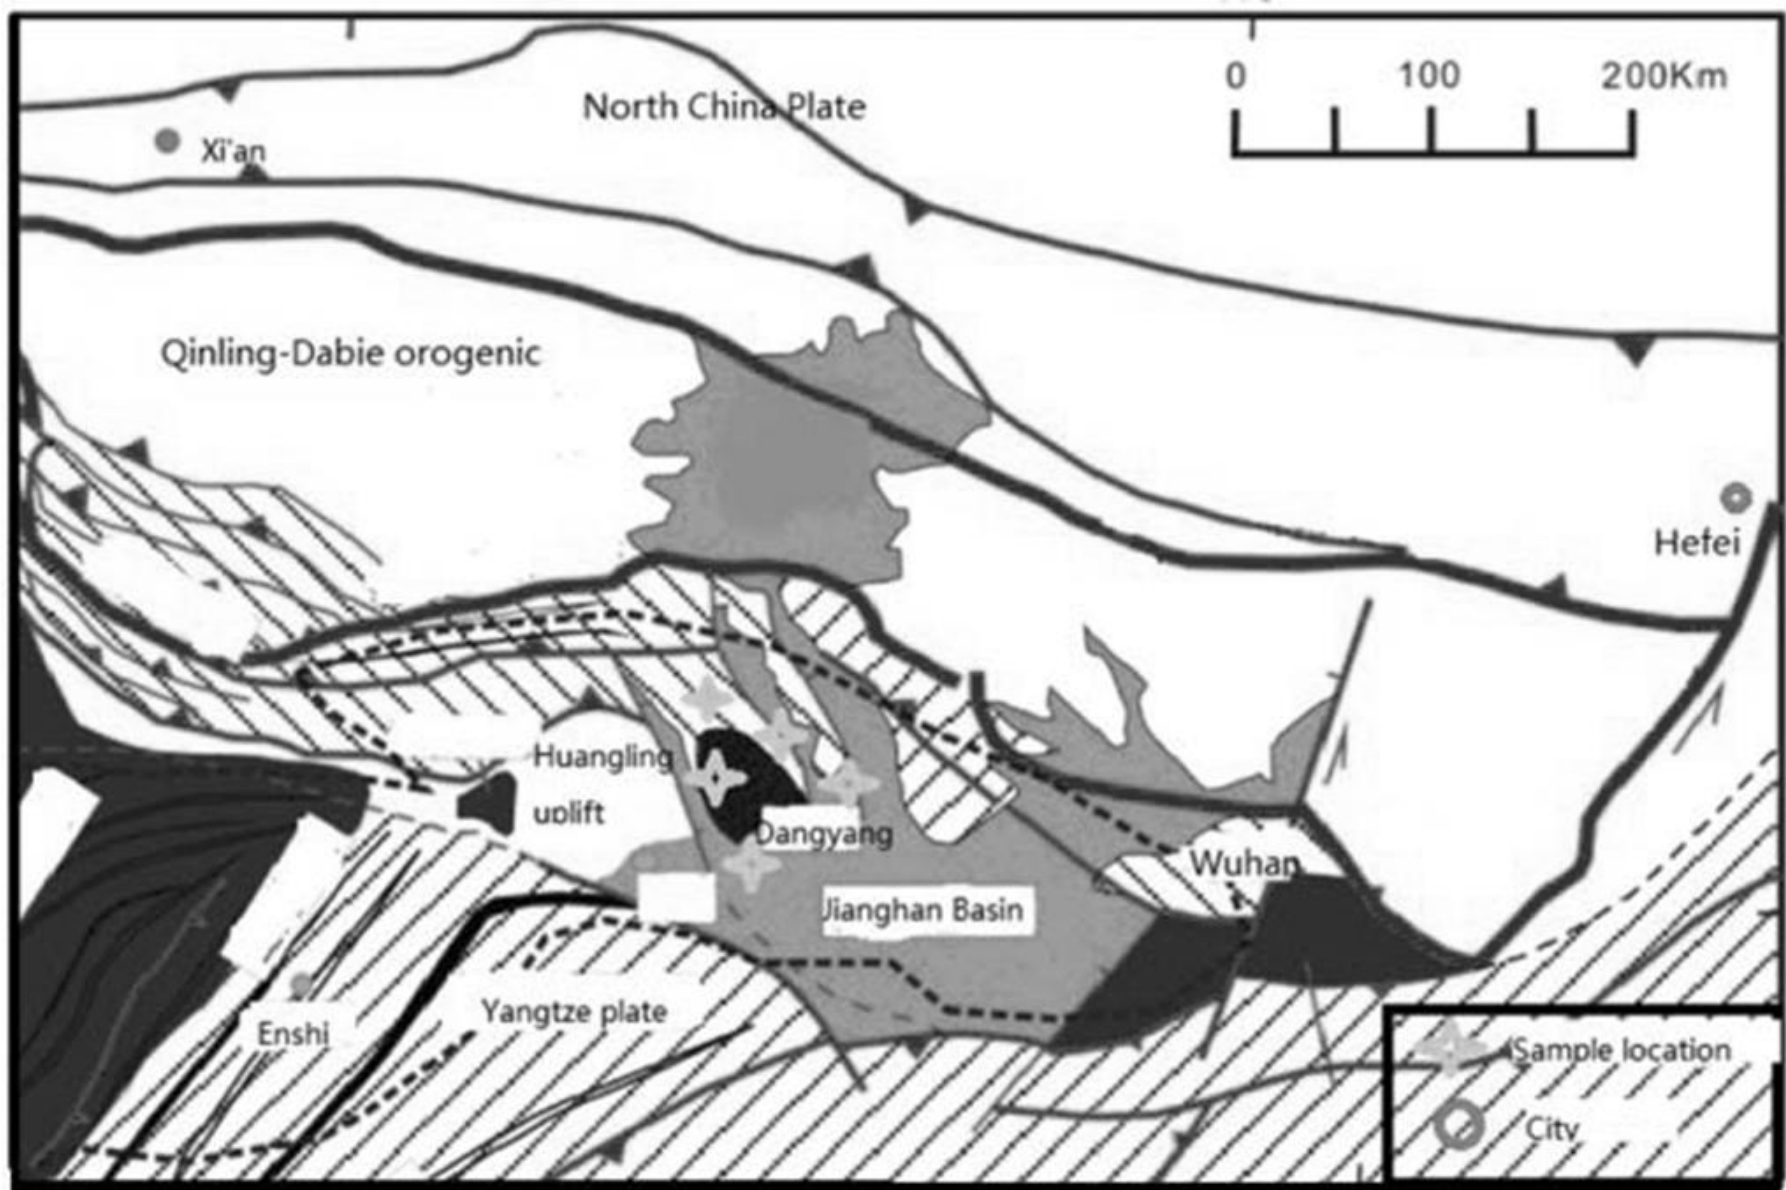 0 100 200Km
North China Plate
Xi'an
Qinling-Dabie orogenic
Hefei
Huangling
uplift
Dangyang
Wuhan
Jianghan Basin
Yangtze plate
Enshi
Sample location
City